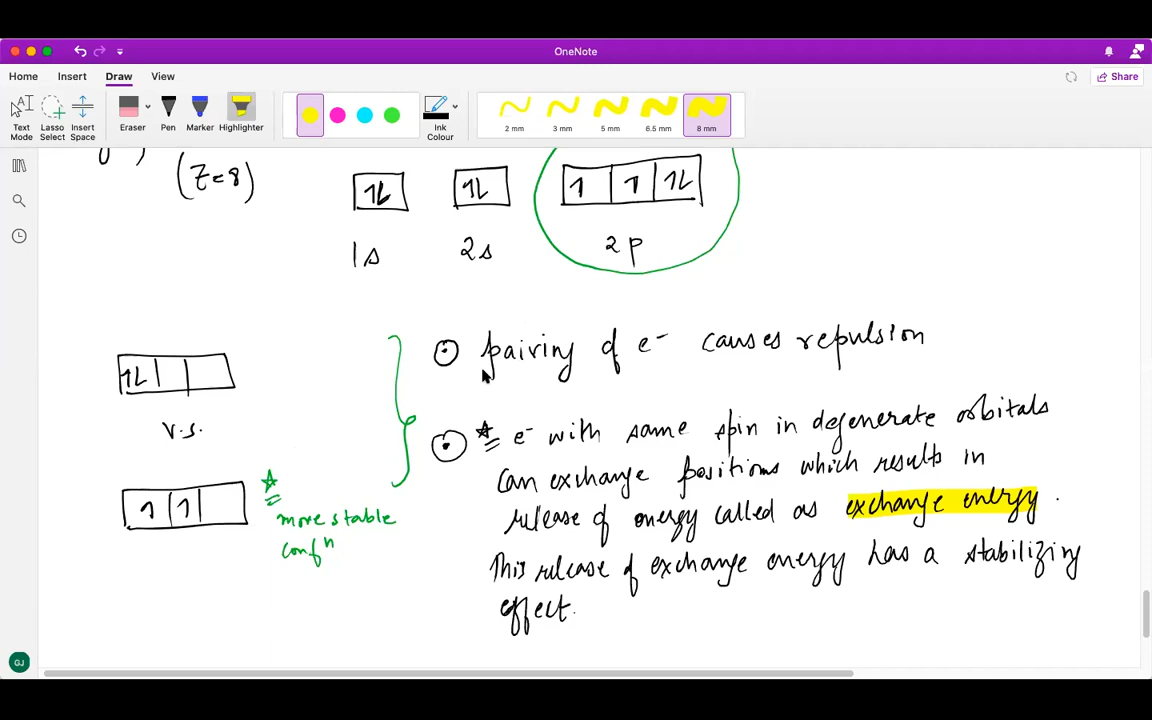 OneNote
Home Insert Draw View
Share
Text Mode
Lasso Select
Insert Space
Eraser
Pen
Marker
Highlighter
Ink Colour
2 mm
3 mm
5 mm
6.5 mm
8 mm
(Z=8)
1s 2s 2p
pairing of e⁻ causes repulsion
v.s.
e⁻ with same spin in degenerate orbitals
can exchange positions which results in
release of energy called as exchange energy.
This release of exchange energy has a stabilizing
effect.
more stable
confⁿ
GJ